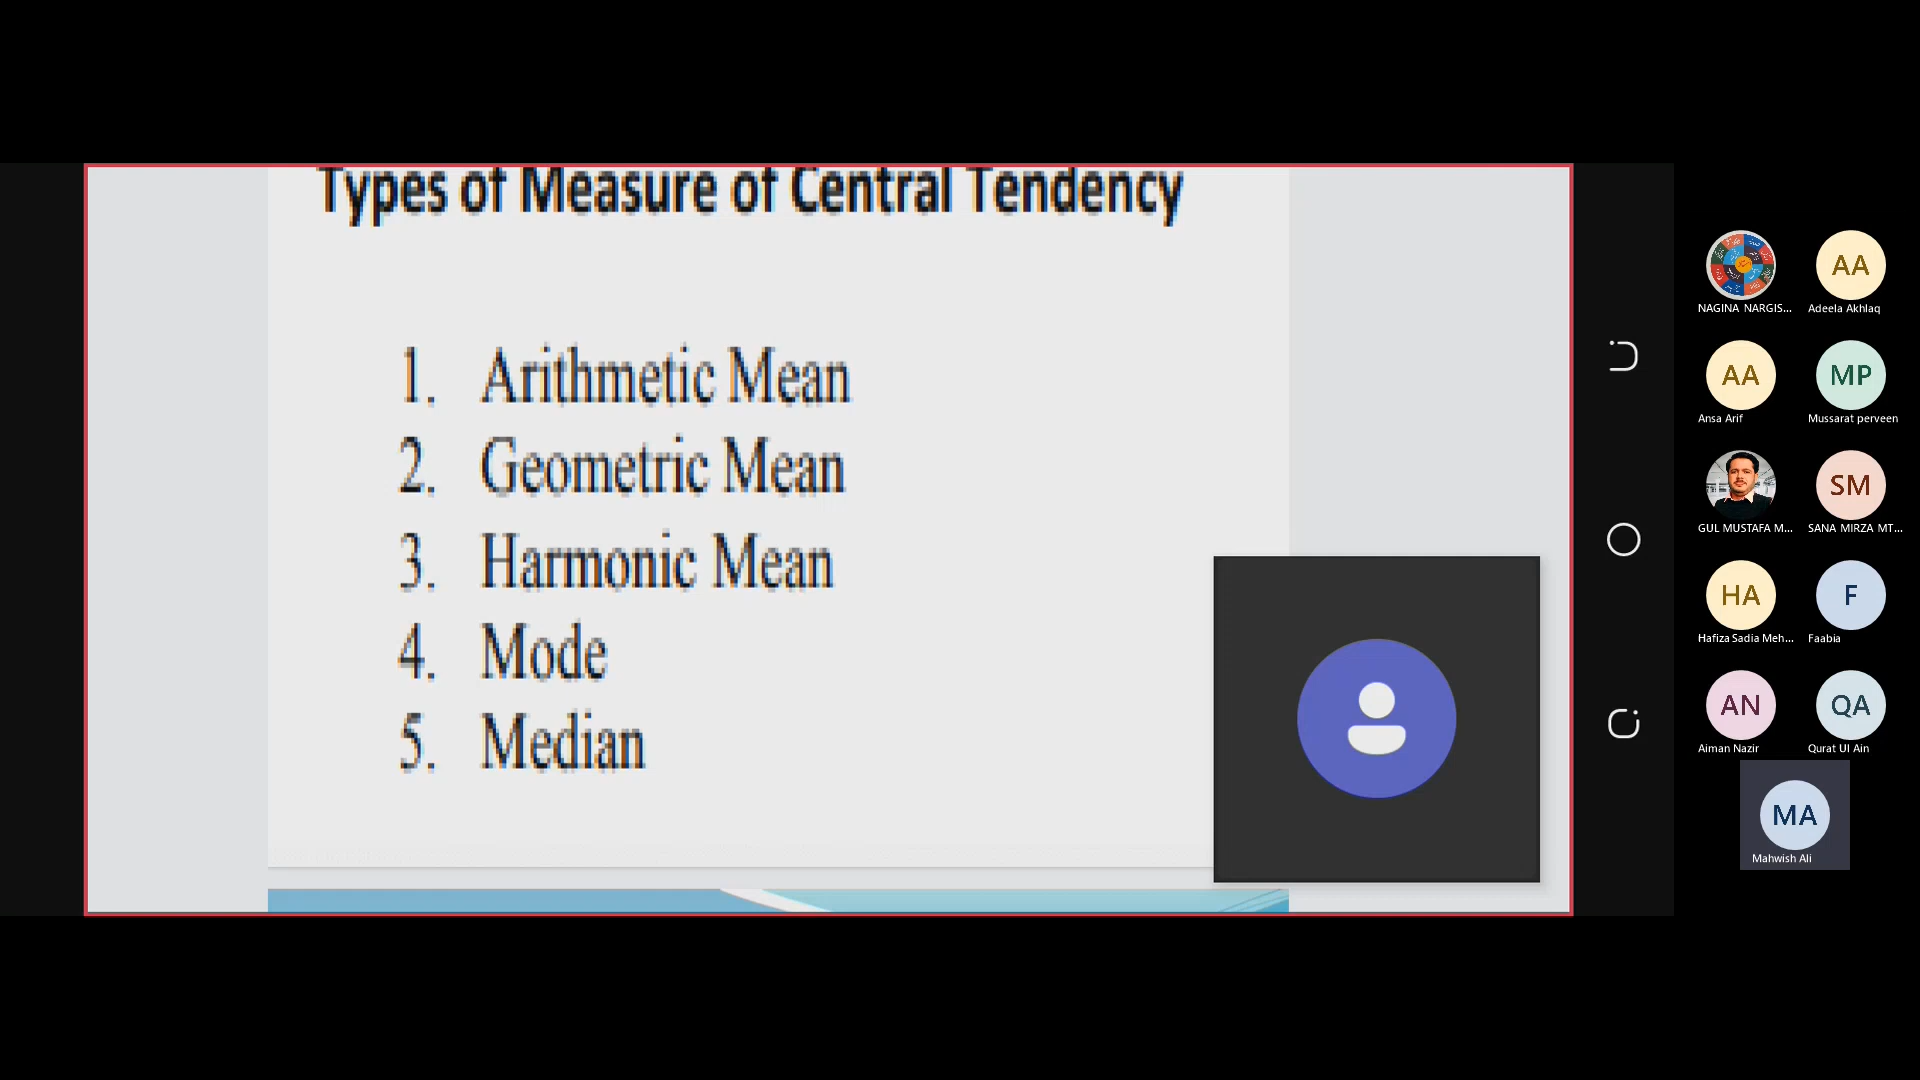 Types of Measure of Central Tendency
1. Arithmetic Mean
2. Geometric Mean
3. Harmonic Mean
4. Mode
5. Median
NAGINA NARGIS...
AA
Adeela Akhlaq
AA
Ansa Arif
MP
Mussarat perveen
GUL MUSTAFA M...
SM
SANA MIRZA MT...
HA
Hafiza Sadia Meh...
F
Faabia
AN
Aiman Nazir
QA
Qurat Ul Ain
MA
Mahwish Ali